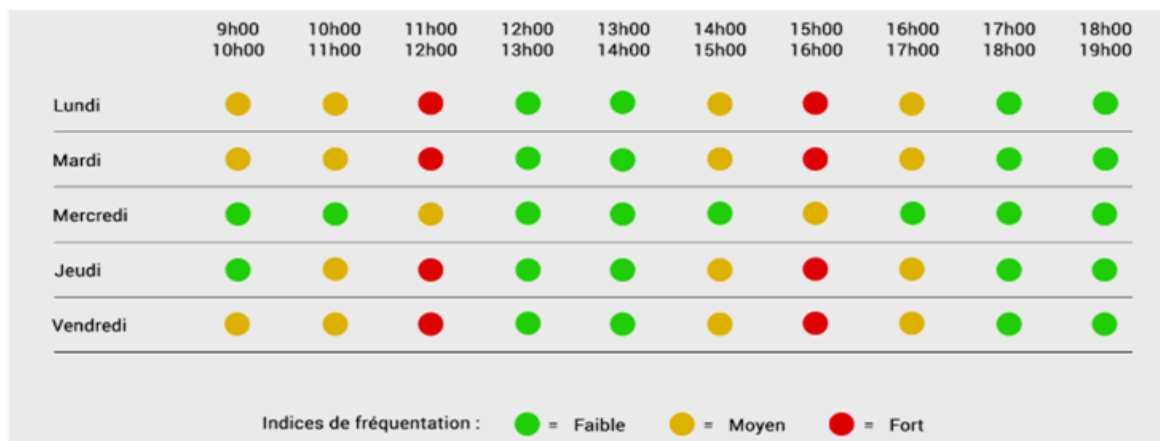 9h00 10h00 11h00 12h00 13h00 14h00 15h00 16h00 17h00 18h00
10h00 11h00 12h00 13h00 14h00 15h00 16h00 17h00 18h00 19h00
Lundi
Mardi
Mercredi
Jeudi
Vendredi
Indices de fréquentation : = Faible = Moyen = Fort